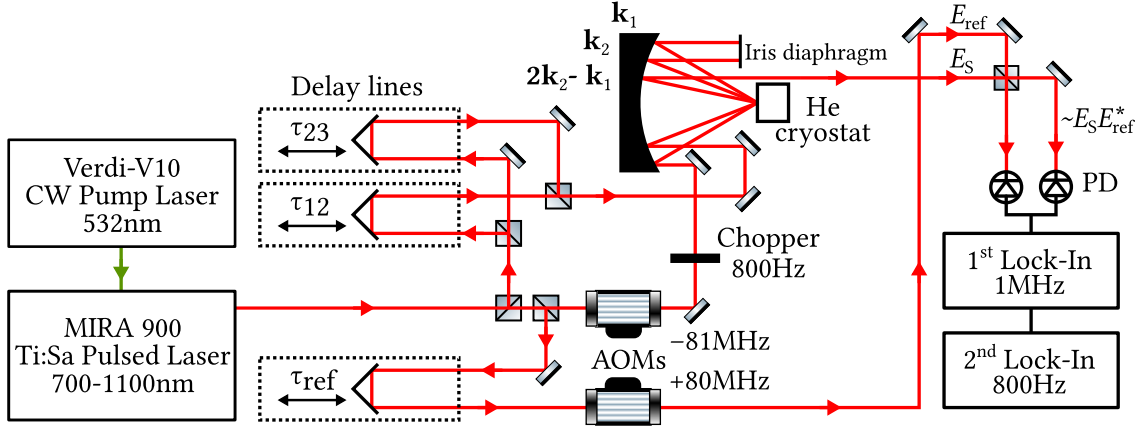 Verdi-V10
CW Pump Laser
532nm
MIRA 900
Ti:Sa Pulsed Laser
700-1100nm
Delay lines
τ23
τ12
τref
k1
k2
2k2- k1
Iris diaphragm
He
cryostat
Chopper
800Hz
−81MHz
AOMs
+80MHz
Eref
ES
~ESE*ref
PD
1st Lock-In
1MHz
2nd Lock-In
800Hz